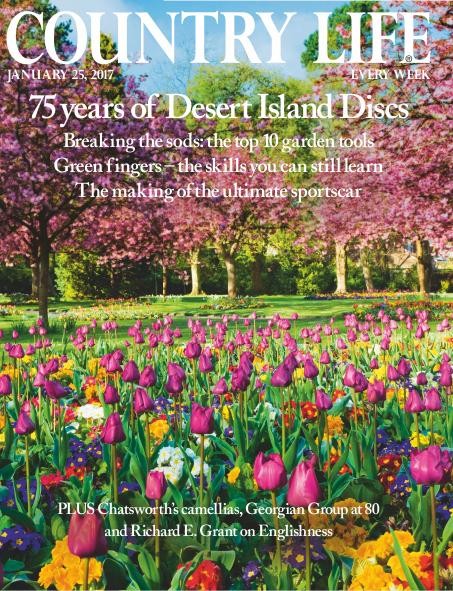 COUNTRY LIFE®
JANUARY 25, 2017 EVERY WEEK
75 years of Desert Island Discs
Breaking the sods: the top 10 garden tools
Green fingers – the skills you can still learn
The making of the ultimate sportscar
PLUS Chatsworth's camellias, Georgian Group at 80
and Richard E. Grant on Englishness